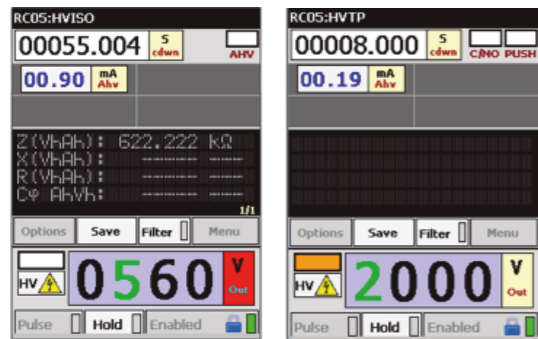 RC05:HVISO
00055.004 S cdwn AHV
00.90 mA Ahv
Z(VhAh): 622.222 kΩ
X(VhAh): ------ ---
R(VhAh): ------ ---
Cφ AhVh: ------ ---
1/1
Options Save Filter Menu
HV 0560 V Out
Pulse Hold Enabled
RC05:HVTP
00008.000 S cdwn C/NO PUSH
00.19 mA Ahv
Options Save Filter Menu
HV 2000 V Out
Pulse Hold Enabled